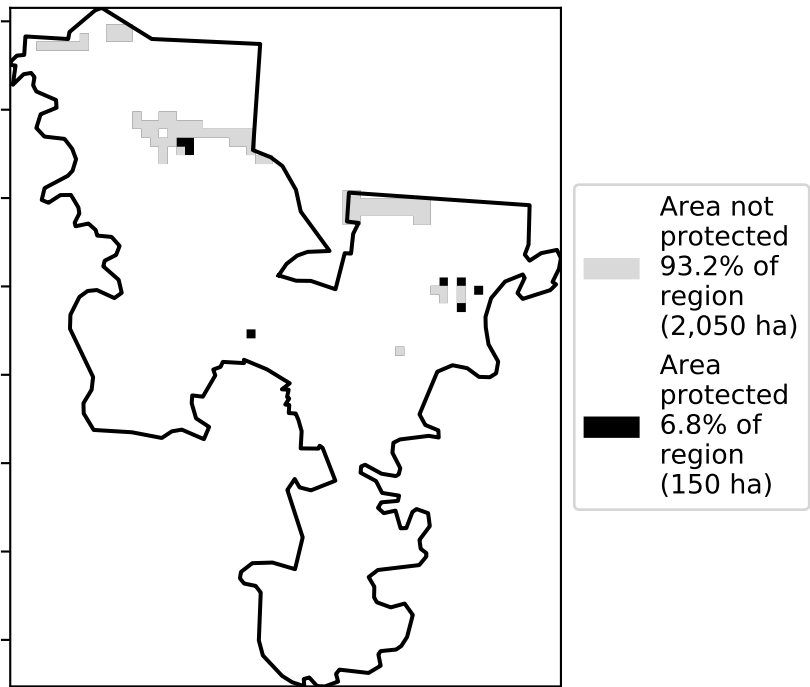 Area not
protected
93.2% of
region
(2,050 ha)
Area
protected
6.8% of
region
(150 ha)